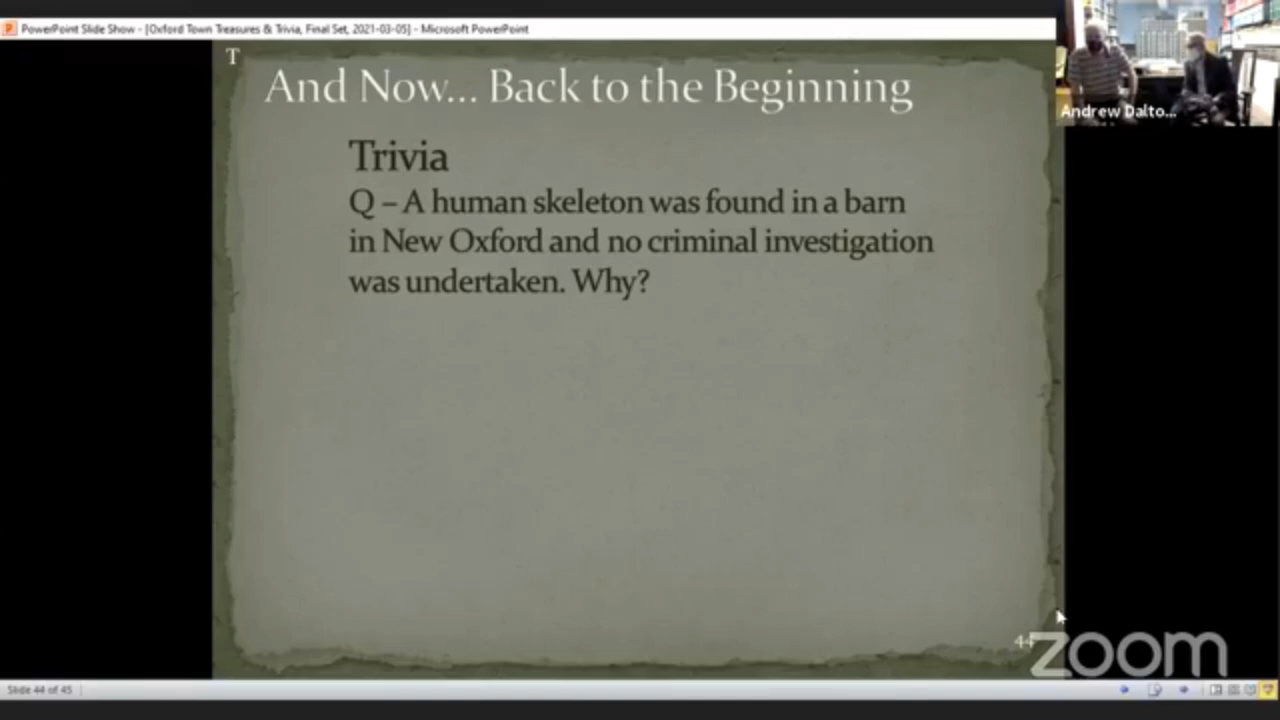 PowerPoint Slide Show - [Oxford Town Treasures & Trivia, Final Set, 2021-03-05] - Microsoft PowerPoint
T
And Now... Back to the Beginning
Andrew Dalto...
Trivia
Q – A human skeleton was found in a barn
in New Oxford and no criminal investigation
was undertaken. Why?
44
zoom
Slide 44 of 45